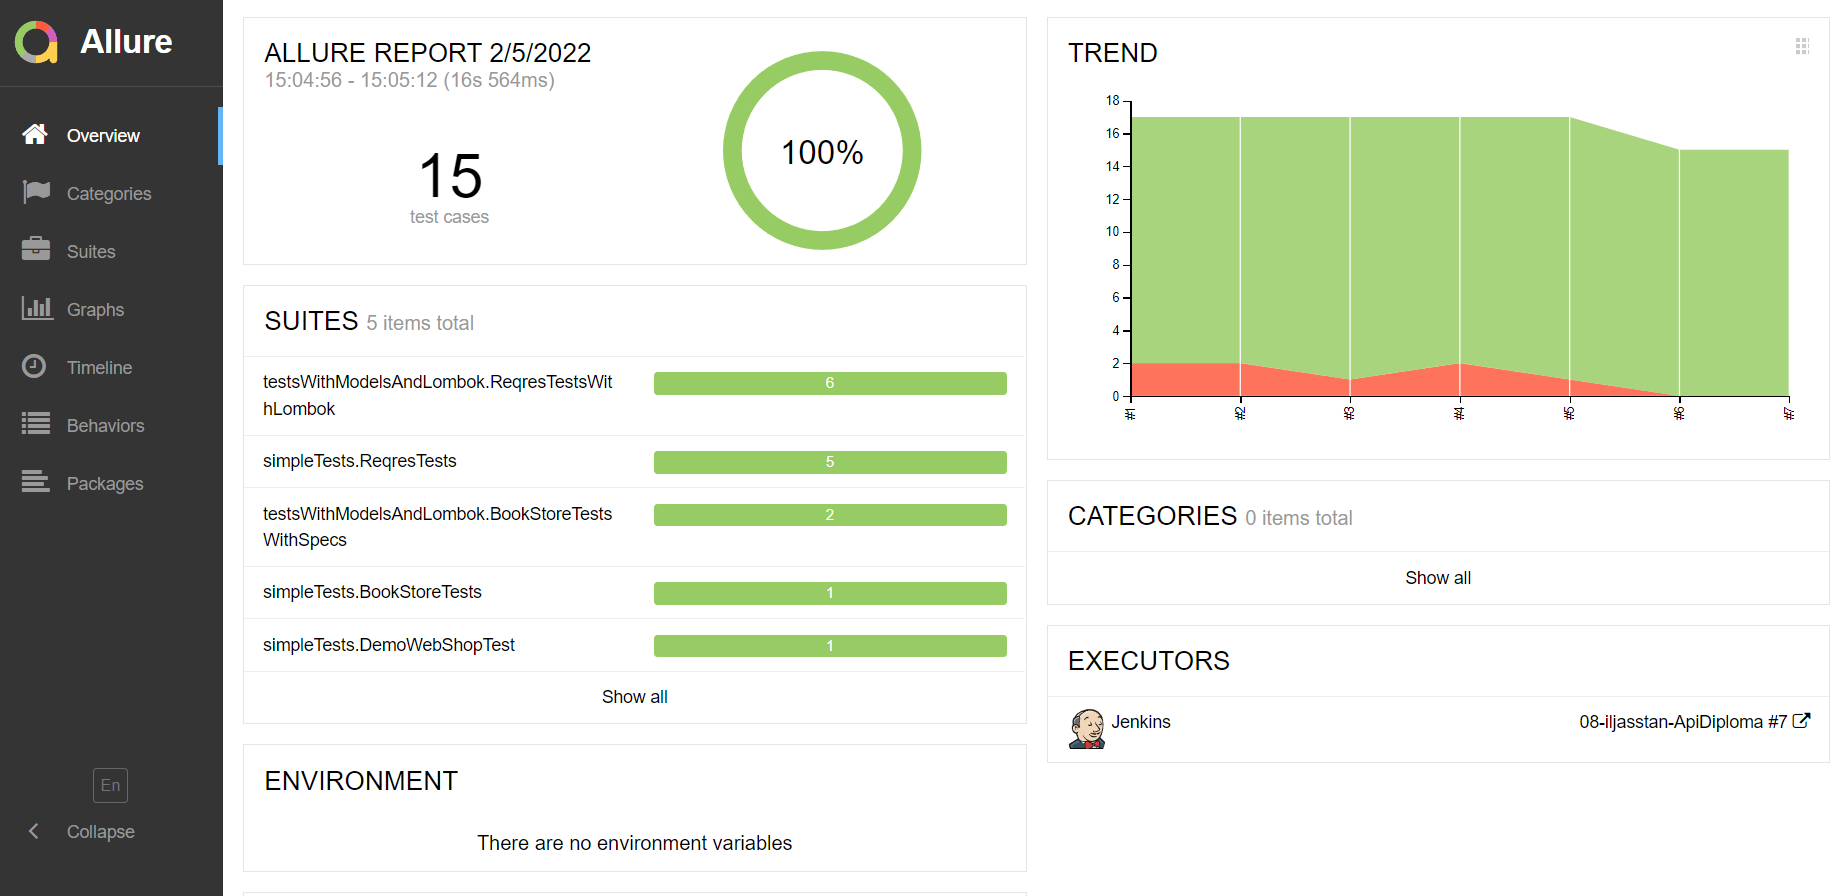 Allure
Overview
Categories
Suites
Graphs
Timeline
Behaviors
Packages
En
Collapse
ALLURE REPORT 2/5/2022
15:04:56 - 15:05:12 (16s 564ms)
15
test cases
100%
SUITES 5 items total
testsWithModelsAndLombok.ReqresTestsWit
hLombok
6
simpleTests.ReqresTests
5
testsWithModelsAndLombok.BookStoreTests
WithSpecs
2
simpleTests.BookStoreTests
1
simpleTests.DemoWebShopTest
1
Show all
ENVIRONMENT
There are no environment variables
TREND
18
16
14
12
10
8
6
4
2
0
#1
#2
#3
#4
#5
#6
#7
CATEGORIES 0 items total
Show all
EXECUTORS
Jenkins
08-iljasstan-ApiDiploma #7